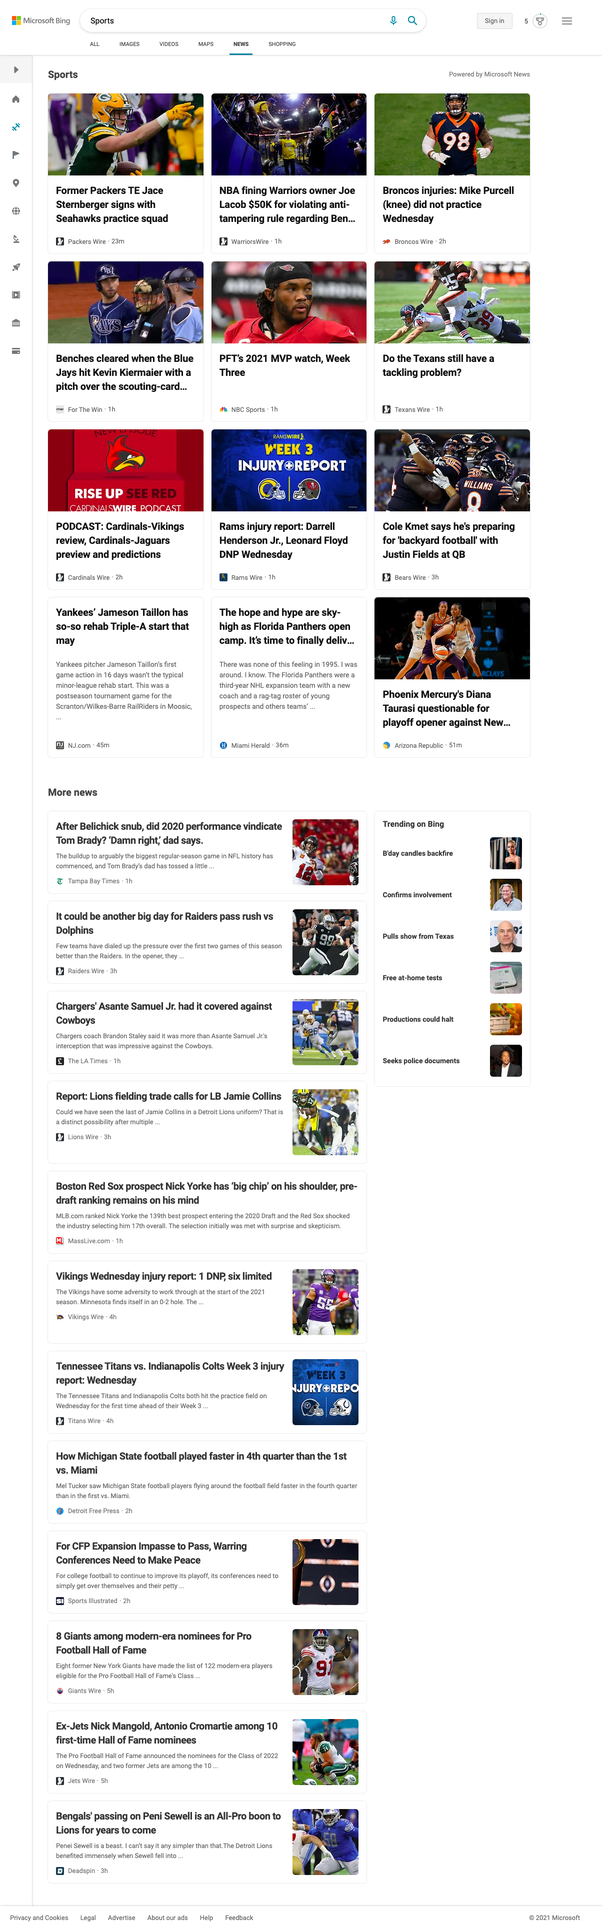 Microsoft Bing
Sports
Sign in
5
ALL
IMAGES
VIDEOS
MAPS
NEWS
SHOPPING
Sports
Powered by Microsoft News
Former Packers TE Jace
Sternberger signs with
Seahawks practice squad
Packers Wire · 23m
NBA fining Warriors owner Joe
Lacob $50K for violating anti-
tampering rule regarding Ben...
WarriorsWire · 1h
98
Broncos injuries: Mike Purcell
(knee) did not practice
Wednesday
Broncos Wire · 2h
RAYS
Benches cleared when the Blue
Jays hit Kevin Kiermaier with a
pitch over the scouting-card...
For The Win · 1h
PFT's 2021 MVP watch, Week
Three
NBC Sports · 1h
25
39
Do the Texans still have a
tackling problem?
Texans Wire · 1h
NEW EPISODE
RISE UP SEE RED
CARDINALSWIRE PODCAST
PODCAST: Cardinals-Vikings
review, Cardinals-Jaguars
preview and predictions
Cardinals Wire · 2h
RAMSWIRE
WEEK 3
INJURY+REPORT
Rams injury report: Darrell
Henderson Jr., Leonard Floyd
DNP Wednesday
Rams Wire · 1h
WILLIAMS
8
Cole Kmet says he's preparing
for 'backyard football' with
Justin Fields at QB
Bears Wire · 3h
Yankees' Jameson Taillon has
so-so rehab Triple-A start that
may
Yankees pitcher Jameson Taillon's first
game action in 16 days wasn't the typical
minor-league rehab start. This was a
postseason tournament game for the
Scranton/Wilkes-Barre RailRiders in Moosic,
...
NJ.com · 45m
The hope and hype are sky-
high as Florida Panthers open
camp. It's time to finally deliv...
There was none of this feeling in 1995. I was
around. I know. The Florida Panthers were a
third-year NHL expansion team with a new
coach and a rag-tag roster of young
prospects and others teams' ...
Miami Herald · 36m
BARCLAYS
Phoenix Mercury's Diana
Taurasi questionable for
playoff opener against New...
Arizona Republic · 51m
More news
After Belichick snub, did 2020 performance vindicate
Tom Brady? 'Damn right,' dad says.
The buildup to arguably the biggest regular-season game in NFL history has
commenced, and Tom Brady's dad has tossed a little ...
Tampa Bay Times · 1h
12
It could be another big day for Raiders pass rush vs
Dolphins
Few teams have dialed up the pressure over the first two games of this season
better than the Raiders. In the opener, they ...
Raiders Wire · 3h
Chargers' Asante Samuel Jr. had it covered against
Cowboys
Chargers coach Brandon Staley said it was more than Asante Samuel Jr.'s
interception that was impressive against the Cowboys.
The LA Times · 1h
Report: Lions fielding trade calls for LB Jamie Collins
Could we have seen the last of Jamie Collins in a Detroit Lions uniform? That is
a distinct possibility after multiple ...
Lions Wire · 3h
Boston Red Sox prospect Nick Yorke has 'big chip' on his shoulder, pre-
draft ranking remains on his mind
MLB.com ranked Nick Yorke the 139th best prospect entering the 2020 Draft and the Red Sox shocked
the industry selecting him 17th overall. The selection initially was met with surprise and skepticism.
MassLive.com · 1h
Vikings Wednesday injury report: 1 DNP, six limited
The Vikings have some adversity to work through at the start of the 2021
season. Minnesota finds itself in an 0-2 hole. The ...
Vikings Wire · 4h
55
Tennessee Titans vs. Indianapolis Colts Week 3 injury
report: Wednesday
The Tennessee Titans and Indianapolis Colts both hit the practice field on
Wednesday for the first time ahead of their Week 3 ...
Titans Wire · 4h
WEEK 3
NJURY+REPO
How Michigan State football played faster in 4th quarter than the 1st
vs. Miami
Mel Tucker saw Michigan State football players flying around the football field faster in the fourth quarter
than in the first vs. Miami.
Detroit Free Press · 2h
For CFP Expansion Impasse to Pass, Warring
Conferences Need to Make Peace
For college football to continue to improve its playoff, its conferences need to
simply get over themselves and their petty ...
Sports Illustrated · 2h
8 Giants among modern-era nominees for Pro
Football Hall of Fame
Eight former New York Giants have made the list of 122 modern-era players
eligible for the Pro Football Hall of Fame's Class ...
Giants Wire · 5h
91
Ex-Jets Nick Mangold, Antonio Cromartie among 10
first-time Hall of Fame nominees
The Pro Football Hall of Fame announced the nominees for the Class of 2022
on Wednesday, and two former Jets are among the 10 ...
Jets Wire · 5h
Bengals' passing on Peni Sewell is an All-Pro boon to
Lions for years to come
Penei Sewell is a beast. I can't say it any simpler than that.The Detroit Lions
benefited immensely when Sewell fell into ...
Deadspin · 3h
Trending on Bing
B'day candles backfire
Confirms involvement
Pulls show from Texas
Free at-home tests
Productions could halt
Seeks police documents
Privacy and Cookies
Legal
Advertise
About our ads
Help
Feedback
© 2021 Microsoft